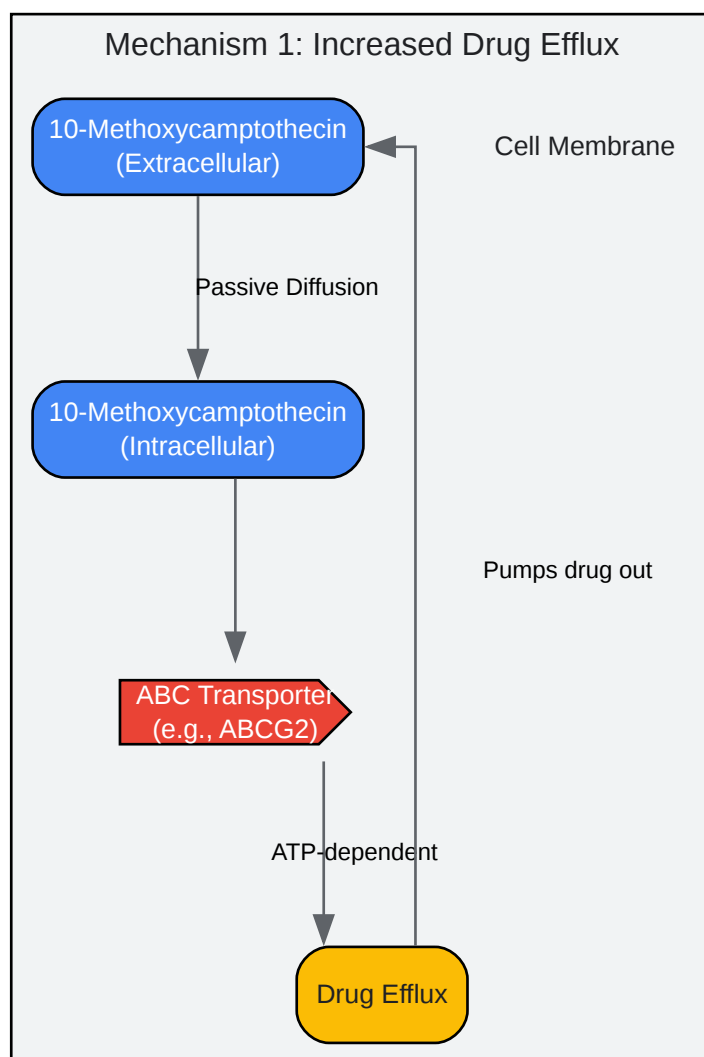 Mechanism 1: Increased Drug Efflux
10-Methoxycamptothecin
(Extracellular)
Cell Membrane
Passive Diffusion
10-Methoxycamptothecin
(Intracellular)
Pumps drug out
ABC Transporter
(e.g., ABCG2)
ATP-dependent
Drug Efflux